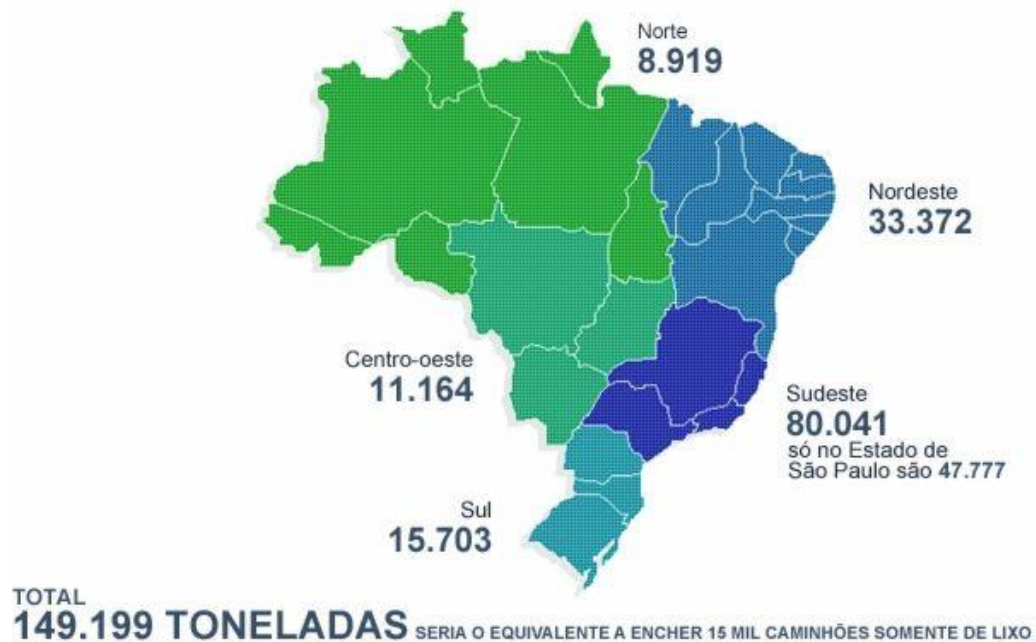 Norte
8.919
Nordeste
33.372
Centro-oeste
11.164
Sudeste
80.041
só no Estado de
São Paulo são 47.777
Sul
15.703
TOTAL
149.199 TONELADAS SERIA O EQUIVALENTE A ENCHER 15 MIL CAMINHÕES SOMENTE DE LIXO